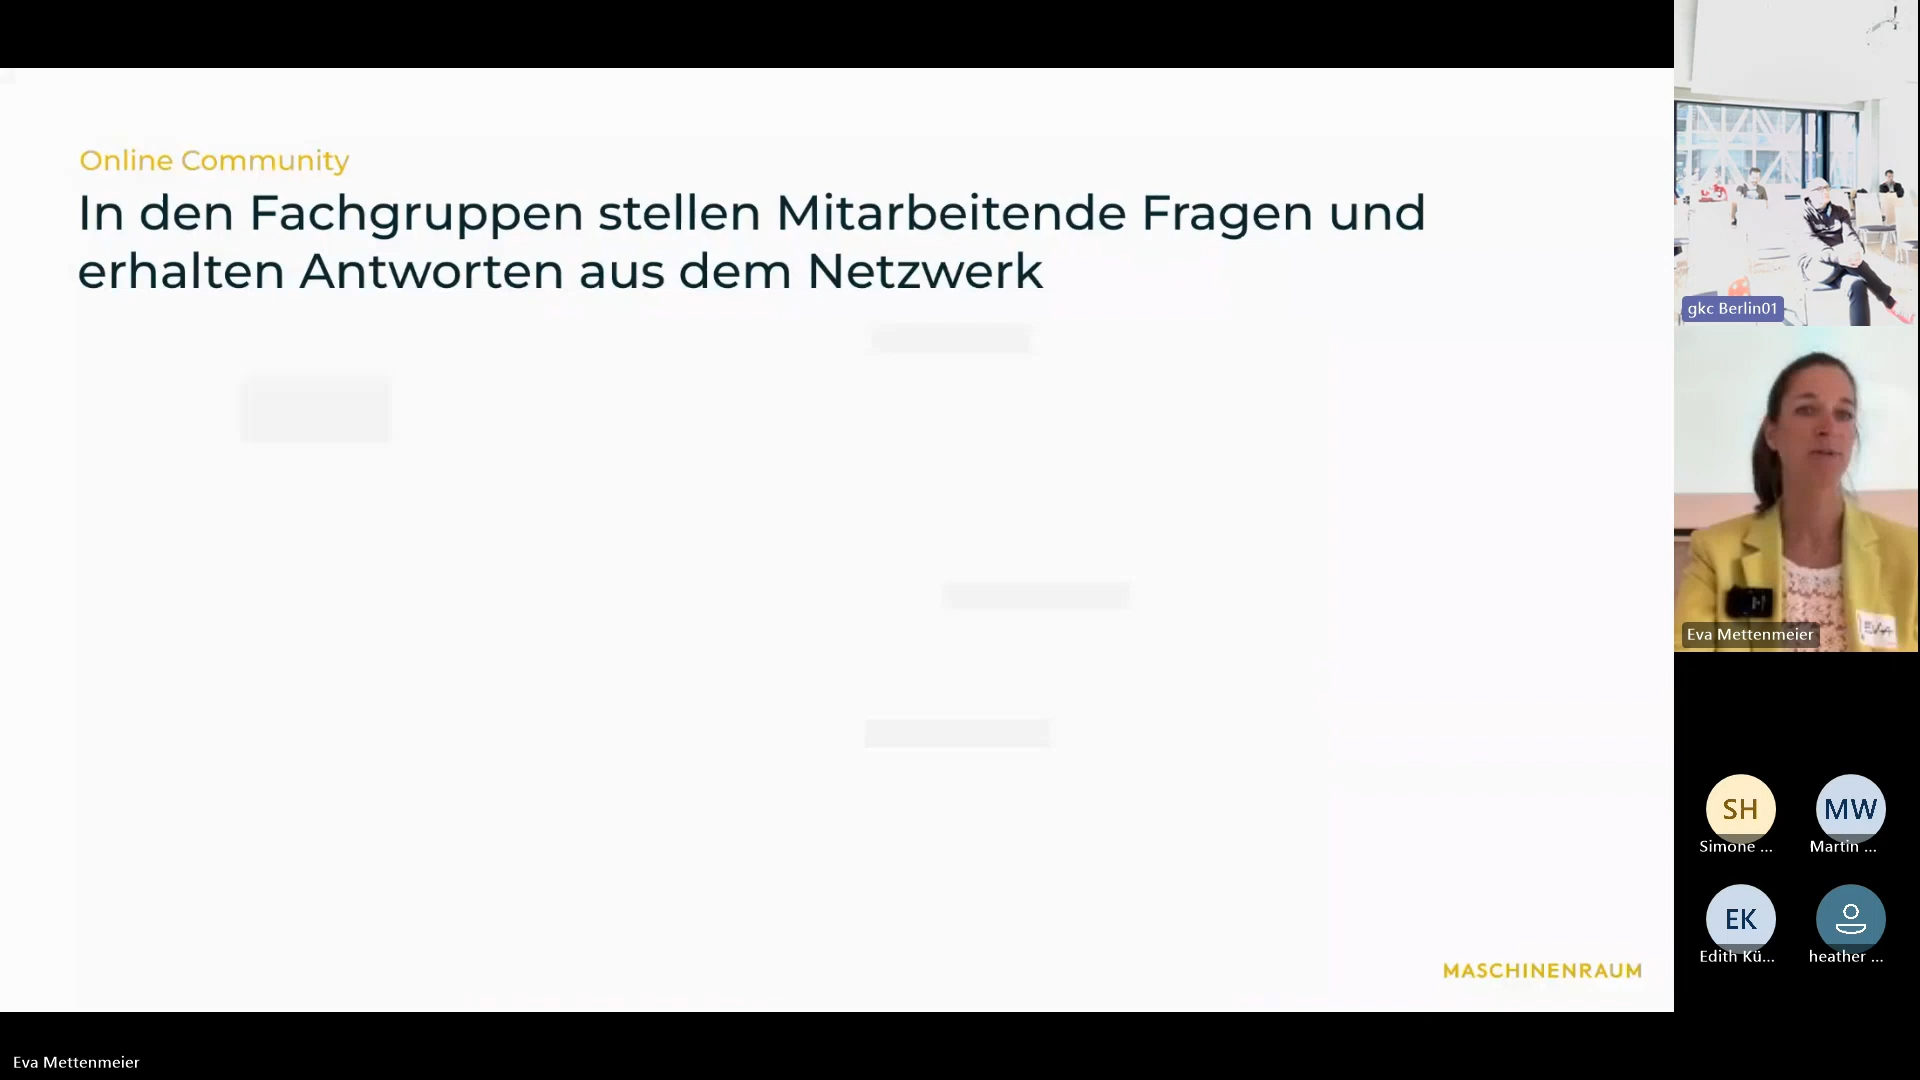 Online Community
In den Fachgruppen stellen Mitarbeitende Fragen und
erhalten Antworten aus dem Netzwerk
MASCHINENRAUM
gkc Berlin01
EVA
Eva Mettenmeier
SH
Simone ...
MW
Martin ...
EK
Edith Kü...
heather ...
Eva Mettenmeier